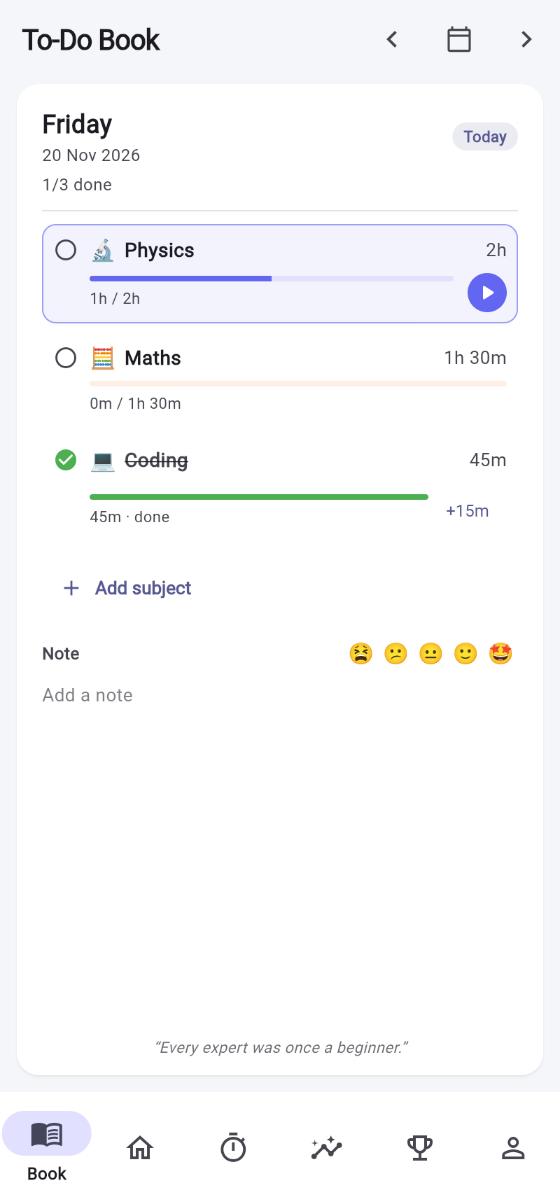 To-Do Book
Friday
Today
20 Nov 2026
1/3 done
Physics
2h
1h / 2h
Maths
1h 30m
0m / 1h 30m
Coding
45m
45m · done
+15m
+ Add subject
Note
Add a note
“Every expert was once a beginner.”
Book